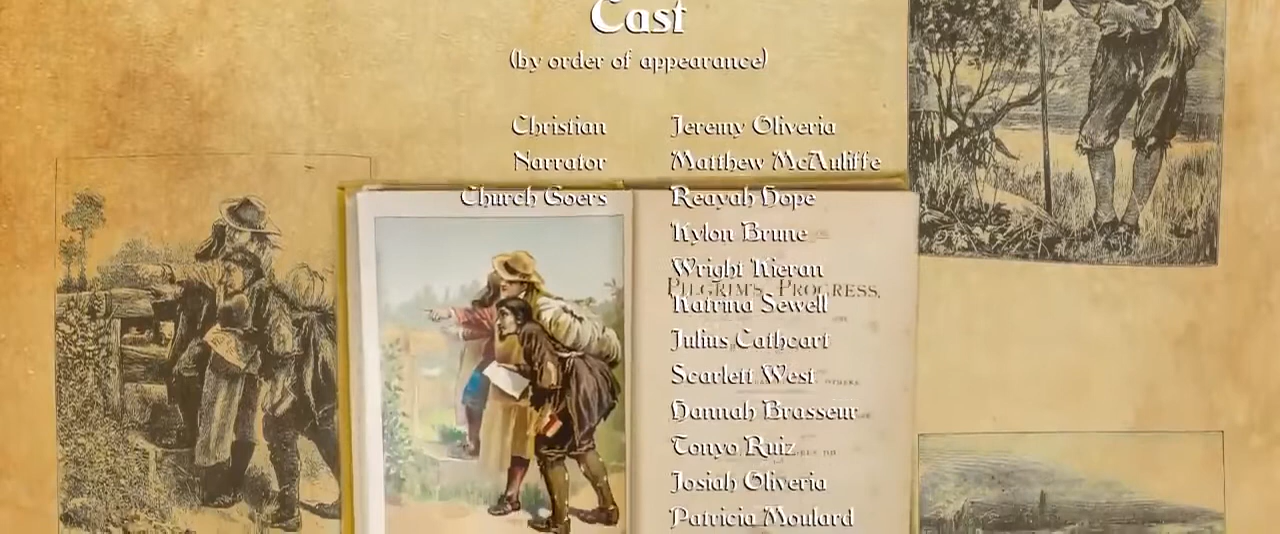 Cast
(by order of appearance)
Christian Jeremy Oliveria
Narrator Matthew McAuliffe
Church Goers Reayah Hope
Kylon Brune
Wright Kieran
PILGRIM'S PROGRESS.
Katrina Sewell
Julius Cathcart
Scarlett West
OTHERS
Hannah Brasseur
Tonyo Ruiz
Josiah Oliveria
Patricia Moulard